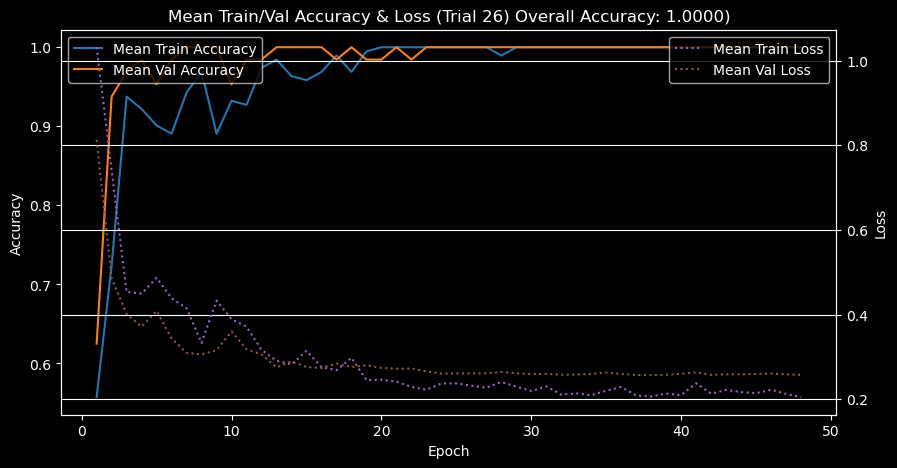 Mean Train/Val Accuracy & Loss (Trial 26) Overall Accuracy: 1.0000)
Mean Train Accuracy
Mean Val Accuracy
Mean Train Loss
Mean Val Loss
1.0
0.9
0.8
0.7
0.6
Accuracy
1.0
0.8
0.6
0.4
0.2
Loss
0 10 20 30 40 50
Epoch